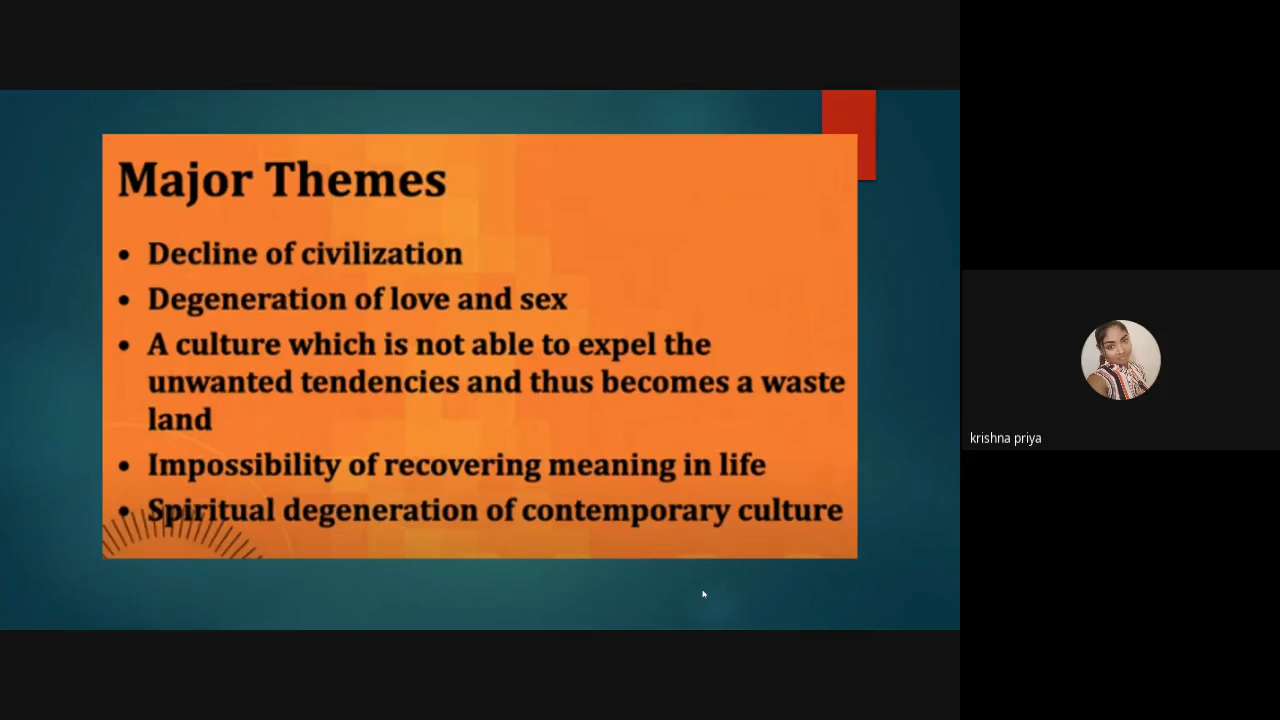 Major Themes
• Decline of civilization
• Degeneration of love and sex
• A culture which is not able to expel the
unwanted tendencies and thus becomes a waste
land
• Impossibility of recovering meaning in life
• Spiritual degeneration of contemporary culture
krishna priya